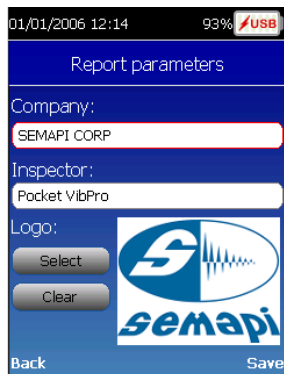 01/01/2006 12:14 93% USB
Report parameters
Company:
SEMAPI CORP
Inspector:
Pocket VibPro
Logo:
Select
Clear
semapi
Back Save